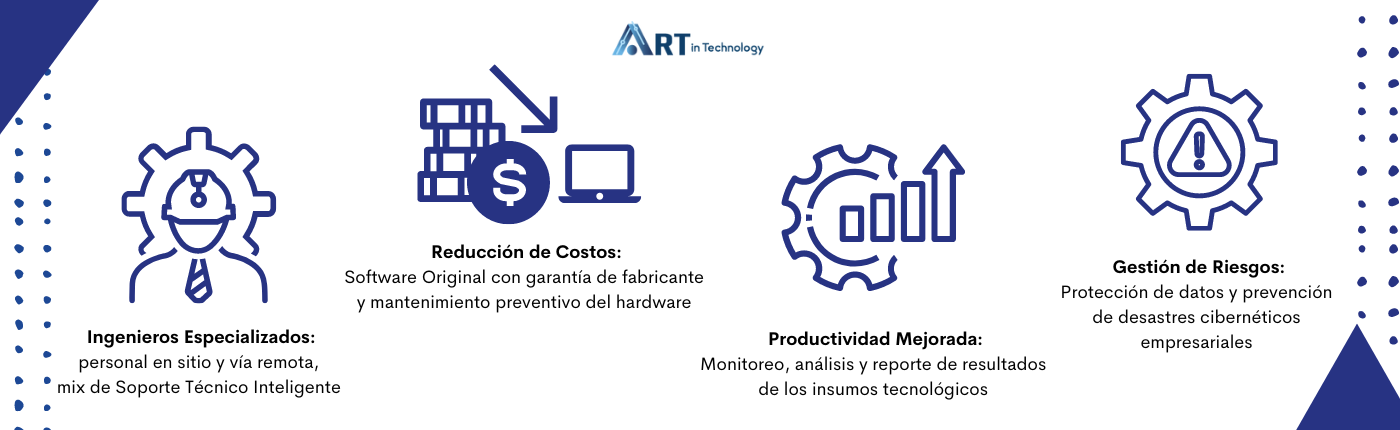 ART in Technology
Ingenieros Especializados:
personal en sitio y vía remota,
mix de Soporte Técnico Inteligente
$
Reducción de Costos:
Software Original con garantía de fabricante
y mantenimiento preventivo del hardware
Productividad Mejorada:
Monitoreo, análisis y reporte de resultados
de los insumos tecnológicos
!
Gestión de Riesgos:
Protección de datos y prevención
de desastres cibernéticos
empresariales